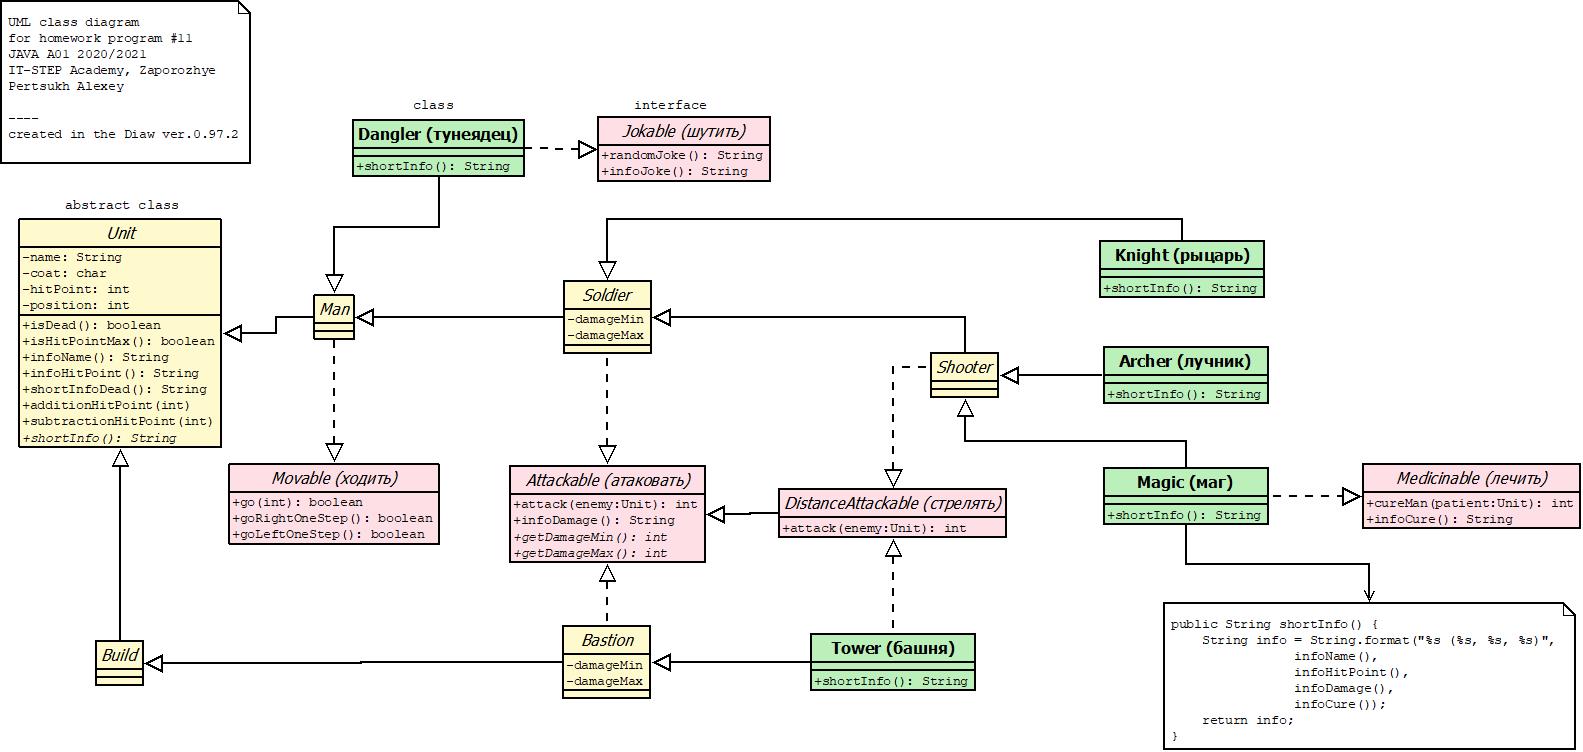 UML class diagram
for homework program #11
JAVA A01 2020/2021
IT-STEP Academy, Zaporozhye
Pertsukh Alexey
----
created in the Diaw ver.0.97.2
class
interface
Dangler (тунеядец)
+shortInfo(): String
Jokable (шутить)
+randomJoke(): String
+infoJoke(): String
abstract class
Unit
-name: String
-coat: char
-hitPoint: int
-position: int
+isDead(): boolean
+isHitPointMax(): boolean
+infoName(): String
+infoHitPoint(): String
+shortInfoDead(): String
+additionHitPoint(int)
+subtractionHitPoint(int)
+shortInfo(): String
Man
Soldier
-damageMin
-damageMax
Knight (рыцарь)
+shortInfo(): String
Shooter
Archer (лучник)
+shortInfo(): String
Movable (ходить)
+go(int): boolean
+goRightOneStep(): boolean
+goLeftOneStep(): boolean
Attackable (атаковать)
+attack(enemy:Unit): int
+infoDamage(): String
+getDamageMin(): int
+getDamageMax(): int
DistanceAttackable (стрелять)
+attack(enemy:Unit): int
Magic (маг)
+shortInfo(): String
Medicinable (лечить)
+cureMan(patient:Unit): int
+infoCure(): String
Build
Bastion
-damageMin
-damageMax
Tower (башня)
+shortInfo(): String
public String shortInfo() {
    String info = String.format("%s (%s, %s, %s)",
                infoName(),
                infoHitPoint(),
                infoDamage(),
                infoCure());
    return info;
}